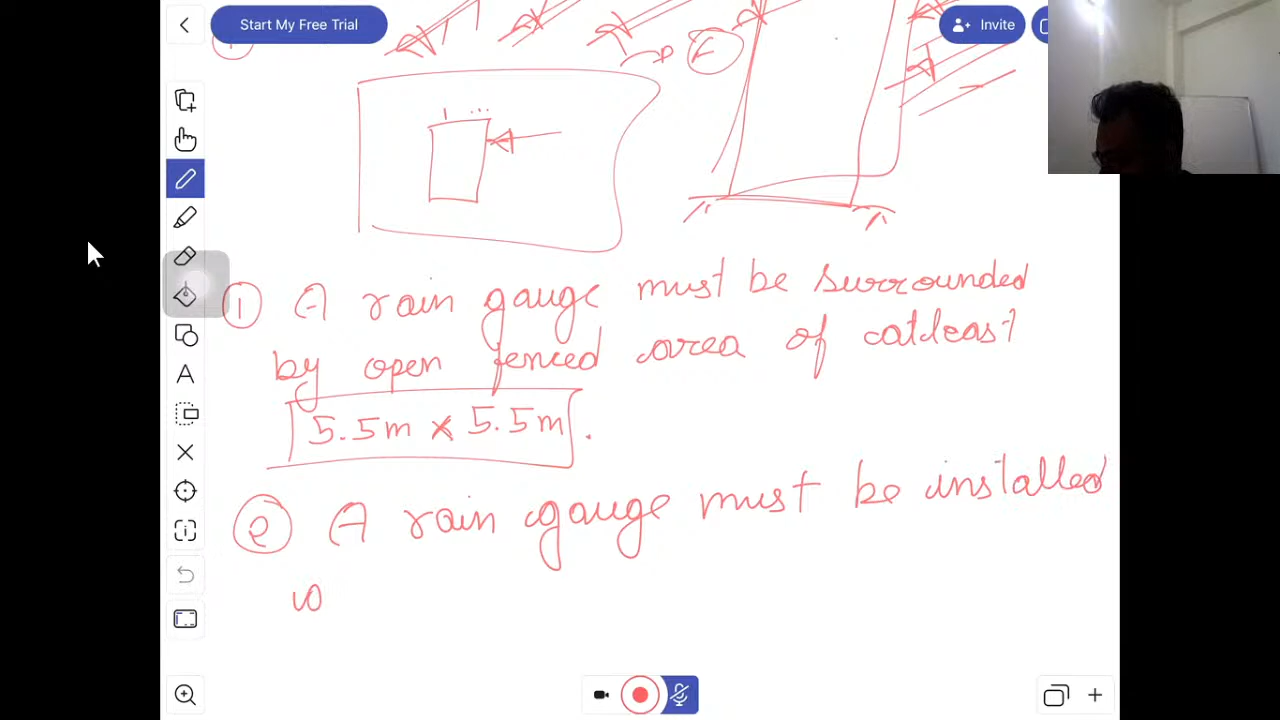 Start My Free Trial
Invite
① A rain gauge must be surrounded
by open fenced area of atleast
5.5m x 5.5m.
② A rain gauge must be installed